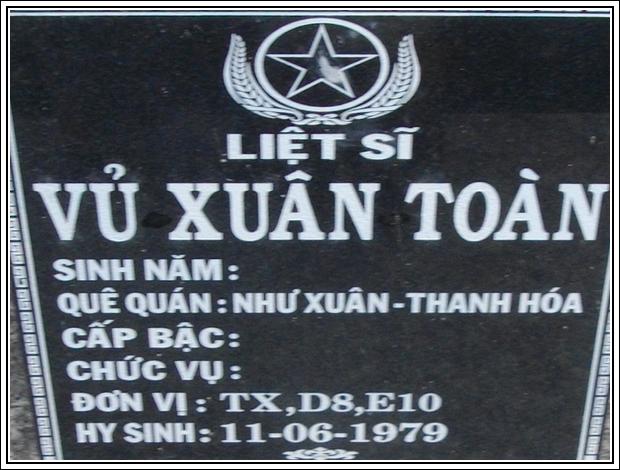 LIỆT SĨ
VỦ XUÂN TOÀN
SINH NĂM :
QUÊ QUÁN : NHƯ XUÂN - THANH HÓA
CẤP BẬC :
CHỨC VỤ :
ĐƠN VỊ : TX,D8,E10
HY SINH : 11-06-1979